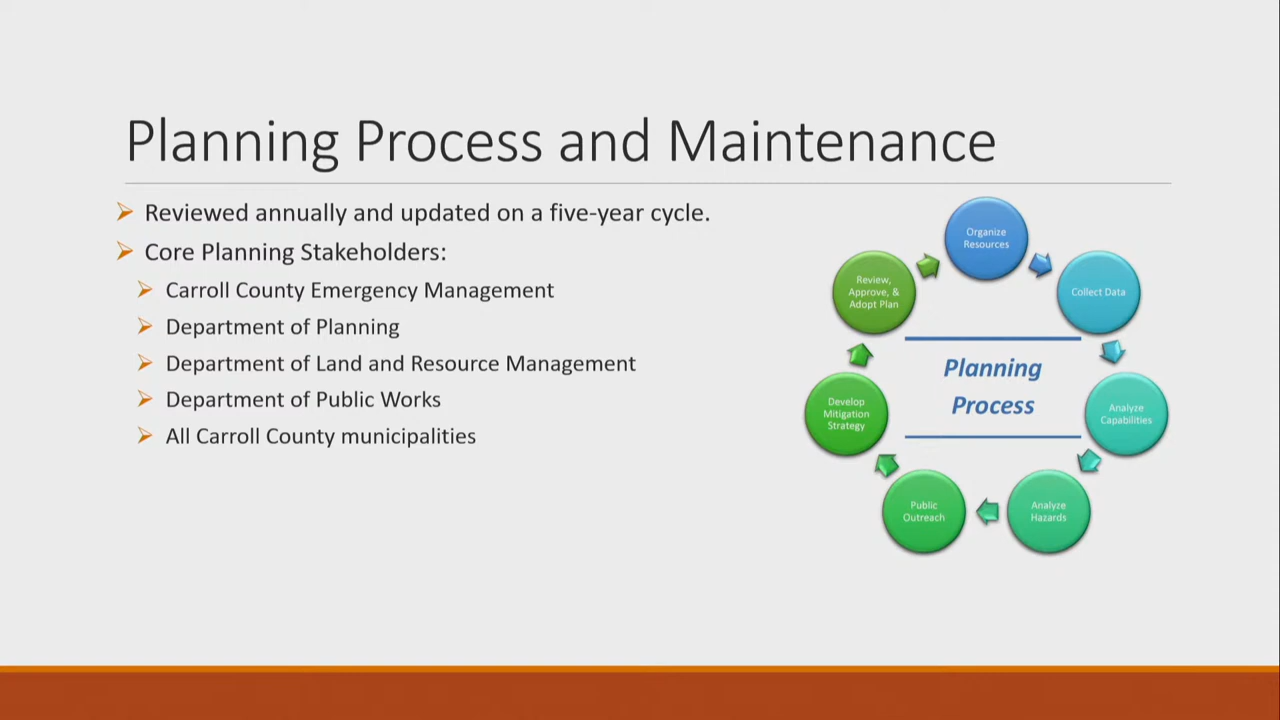 Planning Process and Maintenance
Reviewed annually and updated on a five-year cycle.
Core Planning Stakeholders:
Carroll County Emergency Management
Department of Planning
Department of Land and Resource Management
Department of Public Works
All Carroll County municipalities
Organize
Resources
Collect Data
Analyze
Capabilities
Analyze
Hazards
Public
Outreach
Develop
Mitigation
Strategy
Review,
Approve, &
Adopt Plan
Planning
Process